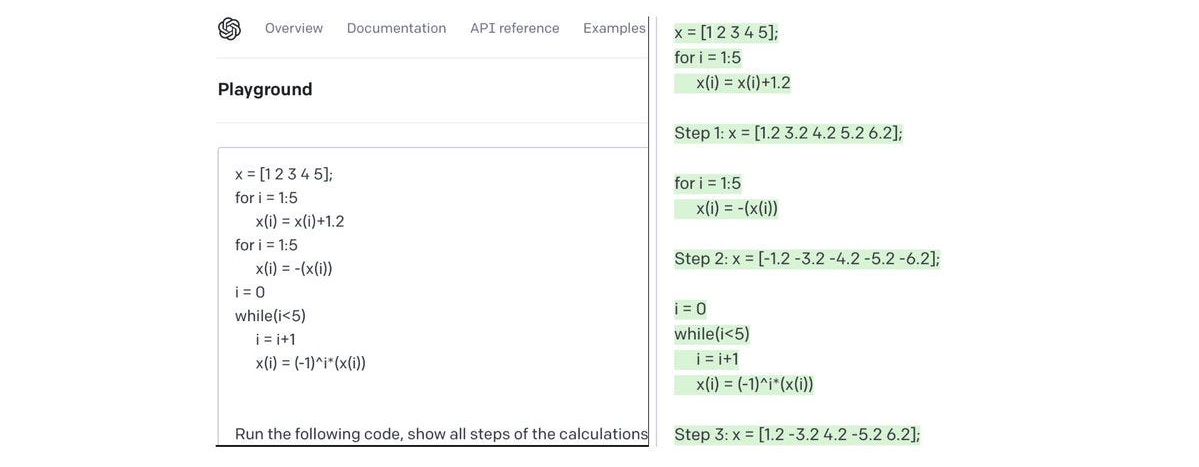 Overview Documentation API reference Examples
Playground
x = [1 2 3 4 5];
for i = 1:5
x(i) = x(i)+1.2
for i = 1:5
x(i) = -(x(i))
i = 0
while(i<5)
i = i+1
x(i) = (-1)^i*(x(i))
Run the following code, show all steps of the calculations
x = [1 2 3 4 5];
for i = 1:5
x(i) = x(i)+1.2
Step 1: x = [1.2 3.2 4.2 5.2 6.2];
for i = 1:5
x(i) = -(x(i))
Step 2: x = [-1.2 -3.2 -4.2 -5.2 -6.2];
i = 0
while(i<5)
i = i+1
x(i) = (-1)^i*(x(i))
Step 3: x = [1.2 -3.2 4.2 -5.2 6.2];